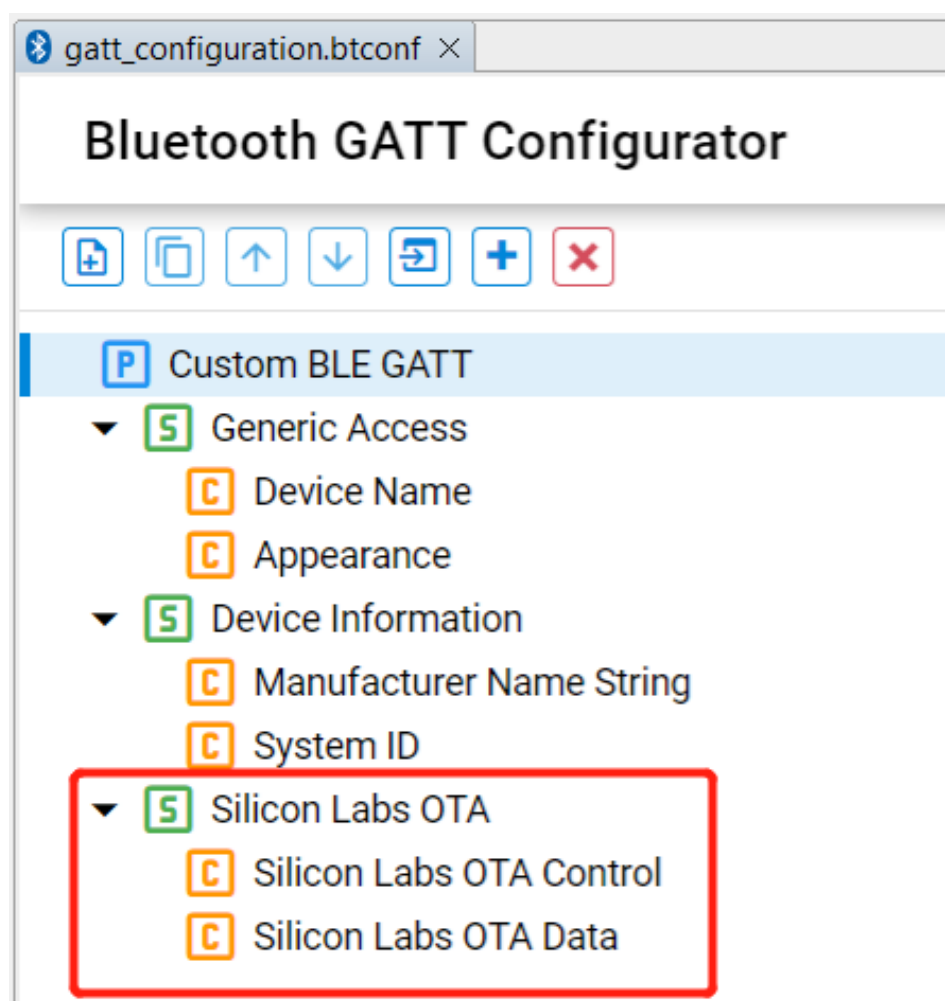 gatt_configuration.btconf
Bluetooth GATT Configurator
P Custom BLE GATT
S Generic Access
C Device Name
C Appearance
S Device Information
C Manufacturer Name String
C System ID
S Silicon Labs OTA
C Silicon Labs OTA Control
C Silicon Labs OTA Data